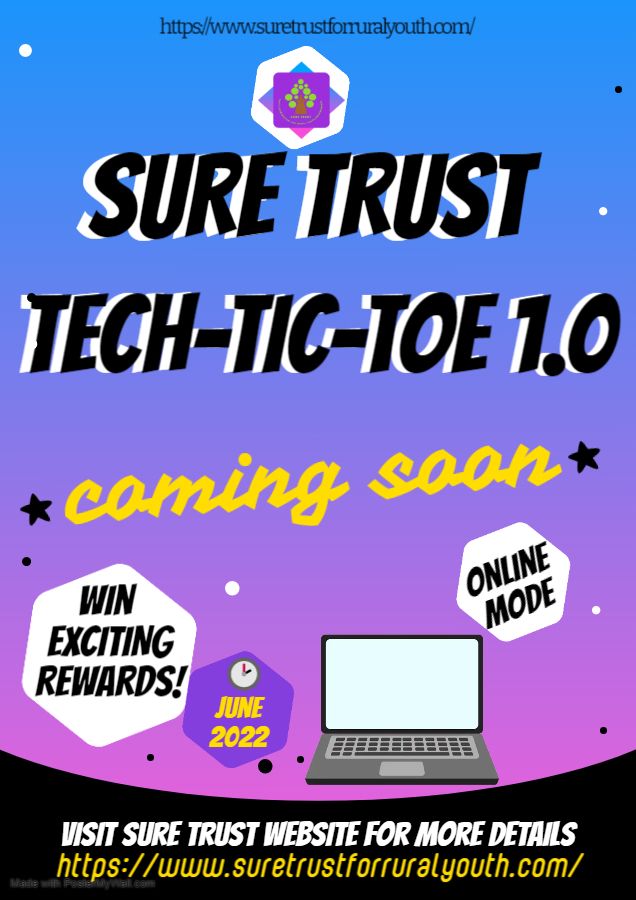 https://www.suretrustforruralyouth.com/
SURE TRUST
TECH-TIC-TOE 1.0
coming soon
ONLINE
MODE
WIN
EXCITING
REWARDS!
JUNE
2022
VISIT SURE TRUST WEBSITE FOR MORE DETAILS
https://www.suretrustforruralyouth.com/
Made with PosterMyWall.com